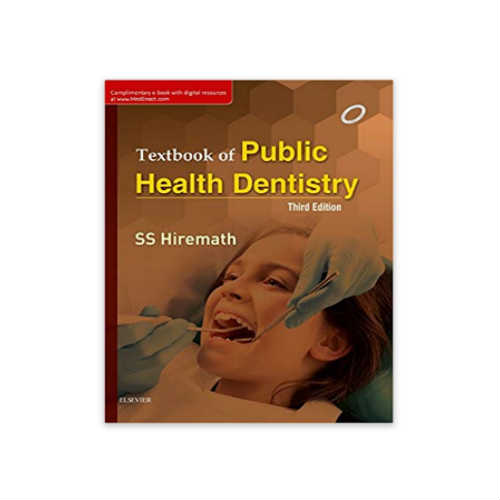 Complimentary e-book with digital resources
at www.MedEnact.com
Textbook of Public
Health Dentistry
Third Edition
SS Hiremath
ELSEVIER